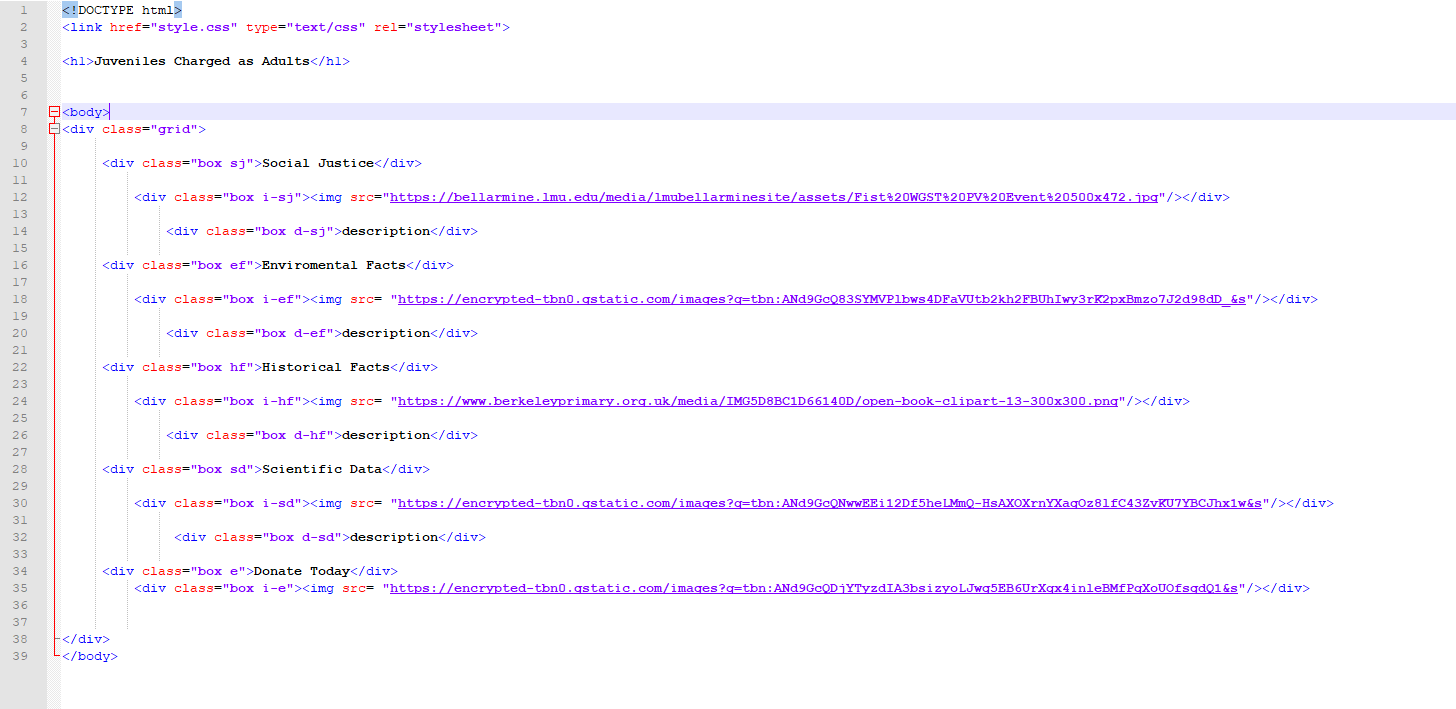 1 <!DOCTYPE html>
2 <link href="style.css" type="text/css" rel="stylesheet">
3
4 <h1>Juveniles Charged as Adults</h1>
5
6
7 <body>
8 <div class="grid">
9
10 <div class="box sj">Social Justice</div>
11
12 <div class="box i-sj"><img src="https://bellarmine.lmu.edu/media/lmubellarminesite/assets/Fist%20WGST%20PV%20Event%20500x472.jpg"/></div>
13
14 <div class="box d-sj">description</div>
15
16 <div class="box ef">Enviromental Facts</div>
17
18 <div class="box i-ef"><img src= "https://encrypted-tbn0.gstatic.com/images?q=tbn:ANd9GcQ83SYMVPlbws4DFaVUtb2kh2FBUhIwy3rK2pxBmzo7J2d98dD_&s"/></div>
19
20 <div class="box d-ef">description</div>
21
22 <div class="box hf">Historical Facts</div>
23
24 <div class="box i-hf"><img src= "https://www.berkeleyprimary.org.uk/media/IMG5D8BC1D66140D/open-book-clipart-13-300x300.png"/></div>
25
26 <div class="box d-hf">description</div>
27
28 <div class="box sd">Scientific Data</div>
29
30 <div class="box i-sd"><img src= "https://encrypted-tbn0.gstatic.com/images?q=tbn:ANd9GcQNwwEEi12Df5heLMmQ-HsAXOXrnYXagOz8lfC43ZvKU7YBCJhx1w&s"/></div>
31
32 <div class="box d-sd">description</div>
33
34 <div class="box e">Donate Today</div>
35 <div class="box i-e"><img src= "https://encrypted-tbn0.gstatic.com/images?q=tbn:ANd9GcQDjYTyzdIA3bsizyoLJwg5EB6UrXqx4inleBMfPgXoUOfsgdQ1&s"/></div>
36
37
38 </div>
39 </body>